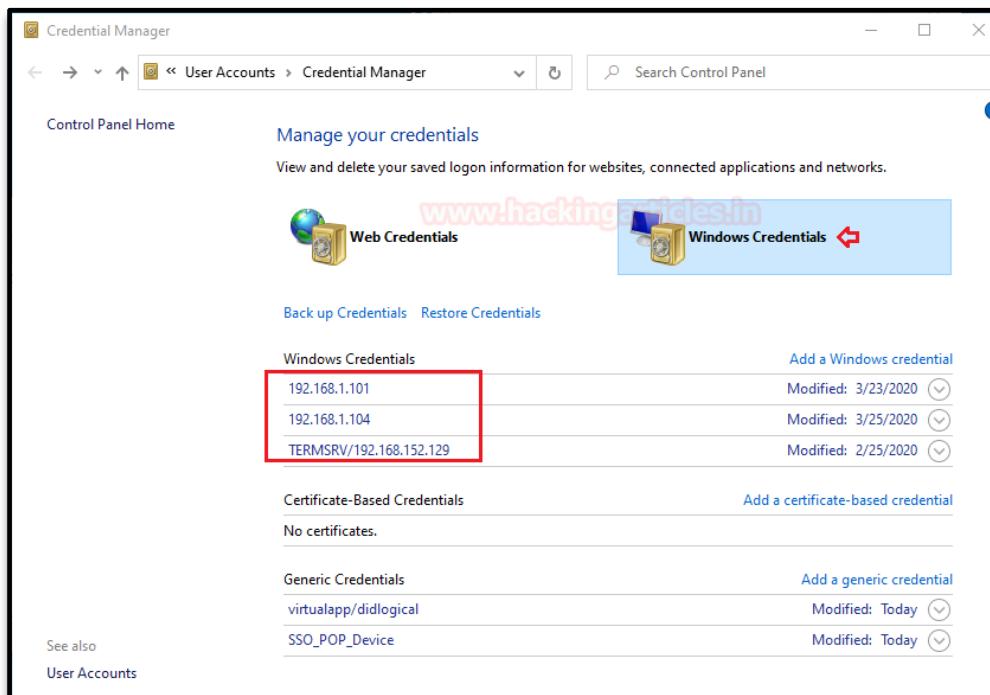 Credential Manager
« User Accounts › Credential Manager
Search Control Panel
Control Panel Home
Manage your credentials
View and delete your saved logon information for websites, connected applications and networks.
www.hackingarticles.in
Web Credentials
Windows Credentials
Back up Credentials Restore Credentials
Windows Credentials Add a Windows credential
192.168.1.101 Modified: 3/23/2020
192.168.1.104 Modified: 3/25/2020
TERMSRV/192.168.152.129 Modified: 2/25/2020
Certificate-Based Credentials Add a certificate-based credential
No certificates.
Generic Credentials Add a generic credential
virtualapp/didlogical Modified: Today
SSO_POP_Device Modified: Today
See also
User Accounts